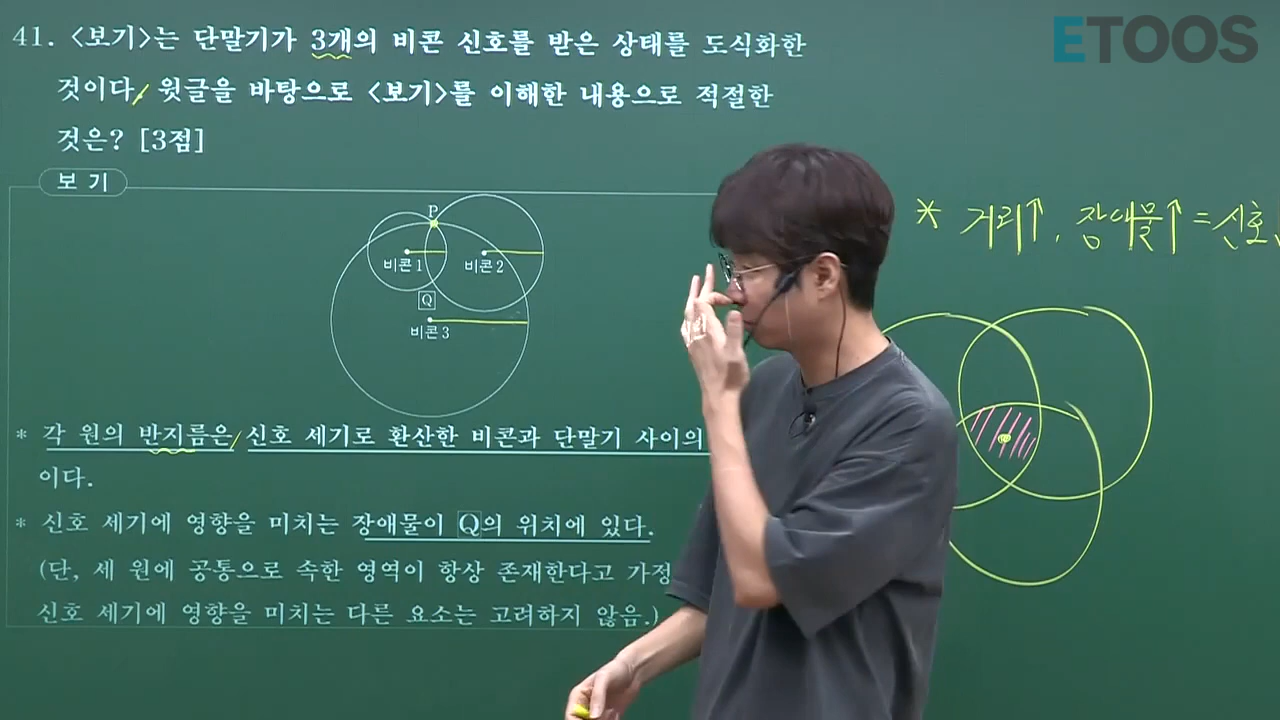 ETOOS
41. <보기>는 단말기가 3개의 비콘 신호를 받은 상태를 도식화한
것이다. 윗글을 바탕으로 <보기>를 이해한 내용으로 적절한
것은? [3점]
보 기
P
비콘 1
비콘 2
Q
비콘 3
* 각 원의 반지름은 신호 세기로 환산한 비콘과 단말기 사이의
이다.
* 신호 세기에 영향을 미치는 장애물이 Q의 위치에 있다.
(단, 세 원에 공통으로 속한 영역이 항상 존재한다고 가정
신호 세기에 영향을 미치는 다른 요소는 고려하지 않음.)
* 거리↑, 장애물↑ = 신호